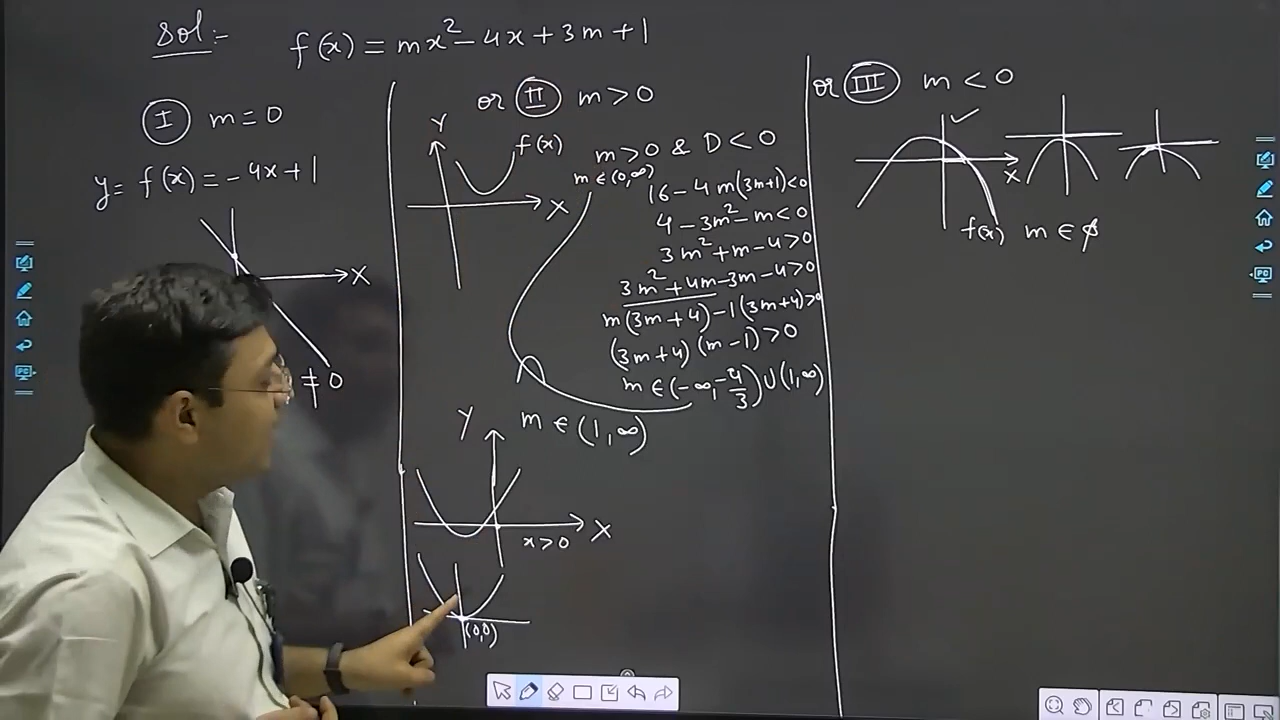 Sol:- f(x) = mx² - 4x + 3m + 1
I m = 0
y = f(x) = -4x + 1
X
≠ 0
or II m > 0
Y
f(x)
X
m > 0 & D < 0
m ∈ (0, ∞)
16 - 4m(3m+1) < 0
4 - 3m² - m < 0
3m² + m - 4 > 0
3m² + 4m - 3m - 4 > 0
m(3m+4) - 1(3m+4) > 0
(3m+4)(m-1) > 0
m ∈ (-∞, -4/3) ∪ (1, ∞)
m ∈ (1, ∞)
Y
X
x > 0
(0,0)
or III m < 0
X
f(x) m ∈ ϕ
PC
PC